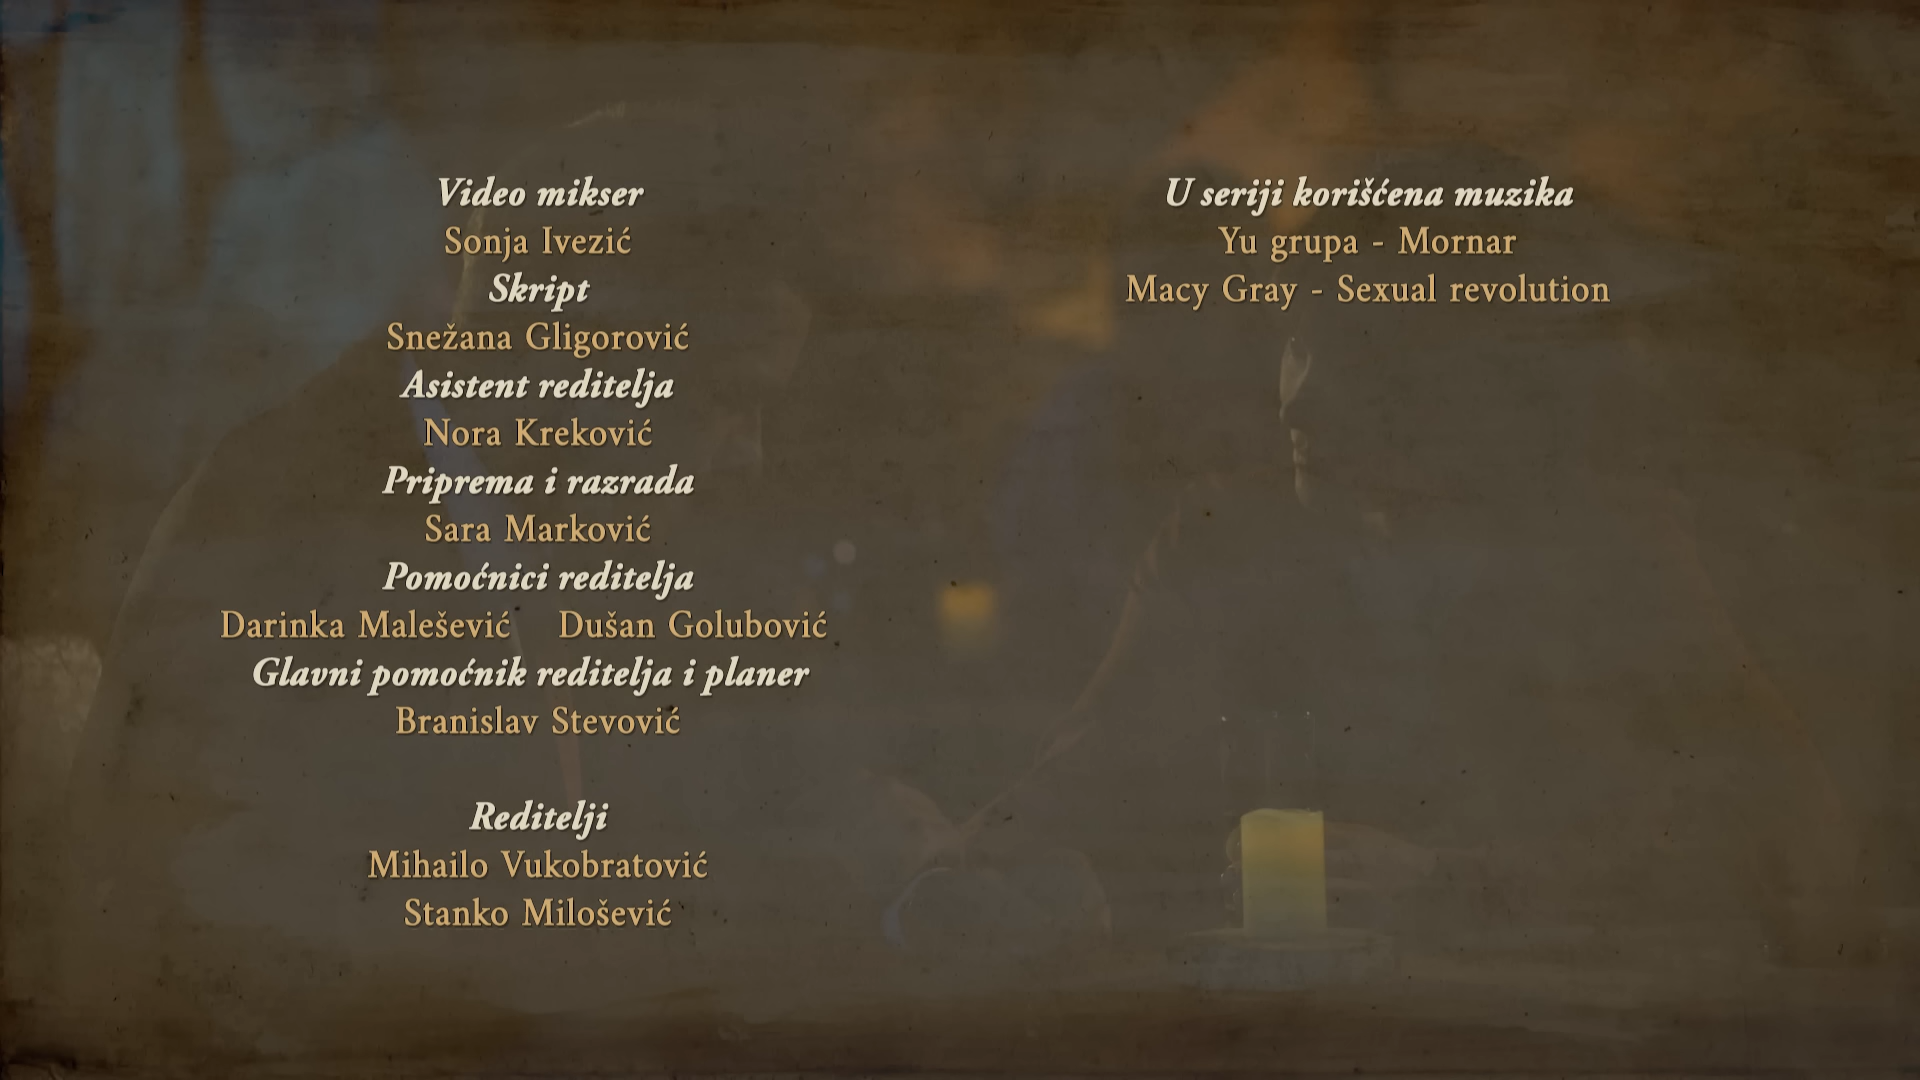 Video mikser
Sonja Ivezić
Skript
Snežana Gligorović
Asistent reditelja
Nora Kreković
Priprema i razrada
Sara Marković
Pomoćnici reditelja
Darinka Malešević Dušan Golubović
Glavni pomoćnik reditelja i planer
Branislav Stevović
Reditelji
Mihailo Vukobratović
Stanko Milošević
U seriji korišćena muzika
Yu grupa - Mornar
Macy Gray - Sexual revolution